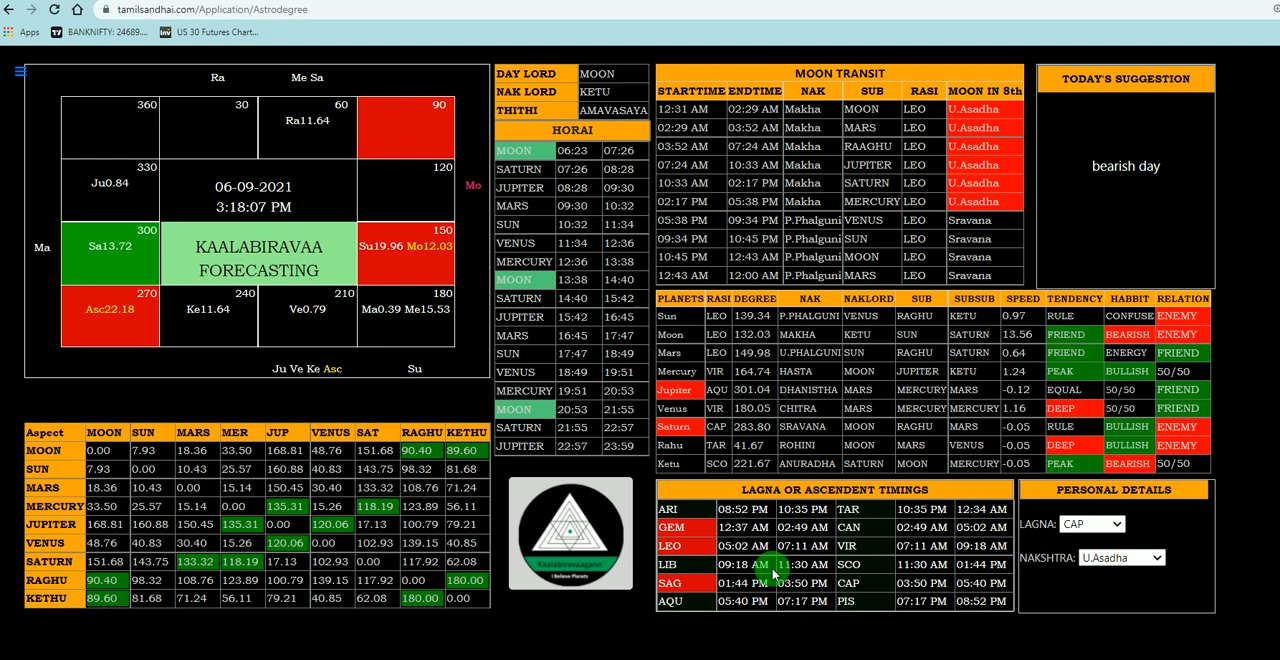 tamilsandhai.com/Application/Astrodegree
Apps BANKNIFTY: 24689.... US 30 Futures Chart...
Ra Me Sa
360 30 60 90
Ra11.64
330 120
Ju0.84
06-09-2021
3:18:07 PM
Mo
Ma
300 150
Sa13.72 Su19.96 Mo12.03
KAALABIRAVAA
FORECASTING
270 240 210 180
Asc22.18 Ke11.64 Ve0.79 Ma0.39 Me15.53
Ju Ve Ke Asc Su
Aspect MOON SUN MARS MER JUP VENUS SAT RAGHU KETHU
MOON 0.00 7.93 18.36 33.50 168.81 48.76 151.68 90.40 89.60
SUN 7.93 0.00 10.43 25.57 160.88 40.83 143.75 98.32 81.68
MARS 18.36 10.43 0.00 15.14 150.45 30.40 133.32 108.76 71.24
MERCURY 33.50 25.57 15.14 0.00 135.31 15.26 118.19 123.89 56.11
JUPITER 168.81 160.88 150.45 135.31 0.00 120.06 17.13 100.79 79.21
VENUS 48.76 40.83 30.40 15.26 120.06 0.00 102.93 139.15 40.85
SATURN 151.68 143.75 133.32 118.19 17.13 102.93 0.00 117.92 62.08
RAGHU 90.40 98.32 108.76 123.89 100.79 139.15 117.92 0.00 180.00
KETHU 89.60 81.68 71.24 56.11 79.21 40.85 62.08 180.00 0.00
DAY LORD MOON
NAK LORD KETU
THITHI AMAVASAYA
HORAI
MOON 06:23 07:26
SATURN 07:26 08:28
JUPITER 08:28 09:30
MARS 09:30 10:32
SUN 10:32 11:34
VENUS 11:34 12:36
MERCURY 12:36 13:38
MOON 13:38 14:40
SATURN 14:40 15:42
JUPITER 15:42 16:45
MARS 16:45 17:47
SUN 17:47 18:49
VENUS 18:49 19:51
MERCURY 19:51 20:53
MOON 20:53 21:55
SATURN 21:55 22:57
JUPITER 22:57 23:59
Kaalabiravaagann
I Believe Planets
MOON TRANSIT
STARTTIME ENDTIME NAK SUB RASI MOON IN 8th
12:31 AM 02:29 AM Makha MOON LEO U.Asadha
02:29 AM 03:52 AM Makha MARS LEO U.Asadha
03:52 AM 07:24 AM Makha RAAGHU LEO U.Asadha
07:24 AM 10:33 AM Makha JUPITER LEO U.Asadha
10:33 AM 02:17 PM Makha SATURN LEO U.Asadha
02:17 PM 05:38 PM Makha MERCURY LEO U.Asadha
05:38 PM 09:34 PM P.Phalguni VENUS LEO Sravana
09:34 PM 10:45 PM P.Phalguni SUN LEO Sravana
10:45 PM 12:43 AM P.Phalguni MOON LEO Sravana
12:43 AM 12:00 AM P.Phalguni MARS LEO Sravana
TODAY'S SUGGESTION
bearish day
PLANETS RASI DEGREE NAK NAKLORD SUB SUBSUB SPEED TENDENCY HABBIT RELATION
Sun LEO 139.34 P.PHALGUNI VENUS RAGHU KETU 0.97 RULE CONFUSE ENEMY
Moon LEO 132.03 MAKHA KETU SUN SATURN 13.56 FRIEND BEARISH ENEMY
Mars LEO 149.98 U.PHALGUNI SUN RAGHU SATURN 0.64 FRIEND ENERGY FRIEND
Mercury VIR 164.74 HASTA MOON JUPITER KETU 1.24 PEAK BULLISH 50/50
Jupiter AQU 301.04 DHANISTHA MARS MERCURY MARS -0.12 EQUAL 50/50 FRIEND
Venus VIR 180.05 CHITRA MARS MERCURY MERCURY 1.16 DEEP 50/50 FRIEND
Saturn CAP 283.80 SRAVANA MOON RAGHU MARS -0.05 RULE BULLISH ENEMY
Rahu TAR 41.67 ROHINI MOON MARS VENUS -0.05 DEEP BULLISH ENEMY
Ketu SCO 221.67 ANURADHA SATURN MOON MERCURY -0.05 PEAK BEARISH 50/50
LAGNA OR ASCENDENT TIMINGS
ARI 08:52 PM 10:35 PM TAR 10:35 PM 12:34 AM
GEM 12:37 AM 02:49 AM CAN 02:49 AM 05:02 AM
LEO 05:02 AM 07:11 AM VIR 07:11 AM 09:18 AM
LIB 09:18 AM 11:30 AM SCO 11:30 AM 01:44 PM
SAG 01:44 PM 03:50 PM CAP 03:50 PM 05:40 PM
AQU 05:40 PM 07:17 PM PIS 07:17 PM 08:52 PM
PERSONAL DETAILS
LAGNA: CAP
NAKSHTRA: U.Asadha